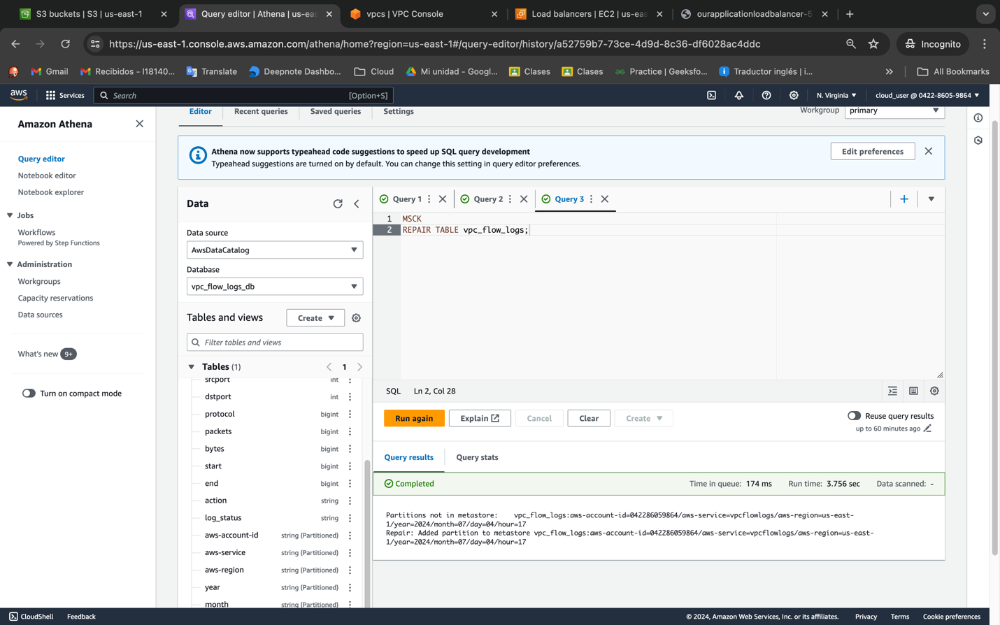 S3 buckets | S3 | us-east-1
Query editor | Athena | us-eas
vpcs | VPC Console
Load balancers | EC2 | us-eas
ourapplicationloadbalancer-5
https://us-east-1.console.aws.amazon.com/athena/home?region=us-east-1#/query-editor/history/a52759b7-73ce-4d9d-8c36-df6028ac4ddc
Incognito
Gmail
Recibidos - l18140...
Translate
Deepnote Dashbo...
Cloud
Mi unidad - Googl...
Clases
Clases
Practice | Geeksfo...
Traductor inglés | i...
All Bookmarks
aws
Services
Search
[Option+S]
N. Virginia
cloud_user @ 0422-8605-9864
Amazon Athena
Query editor
Notebook editor
Notebook explorer
Jobs
Workflows
Powered by Step Functions
Administration
Workgroups
Capacity reservations
Data sources
What's new 9+
Turn on compact mode
Editor
Recent queries
Saved queries
Settings
Workgroup
primary
Athena now supports typeahead code suggestions to speed up SQL query development
Typeahead suggestions are turned on by default. You can change this setting in query editor preferences.
Edit preferences
Data
Data source
AwsDataCatalog
Database
vpc_flow_logs_db
Tables and views
Create
Filter tables and views
Tables (1)
1
srcport int
dstport int
protocol bigint
packets bigint
bytes bigint
start bigint
end bigint
action string
log_status string
aws-account-id string (Partitioned)
aws-service string (Partitioned)
aws-region string (Partitioned)
year string (Partitioned)
month string (Partitioned)
Query 1
Query 2
Query 3
1 MSCK
2 REPAIR TABLE vpc_flow_logs;
SQL Ln 2, Col 28
Run again
Explain
Cancel
Clear
Create
Reuse query results
up to 60 minutes ago
Query results
Query stats
Completed
Time in queue: 174 ms
Run time: 3.756 sec
Data scanned: -
Partitions not in metastore: vpc_flow_logs:aws-account-id=042286059864/aws-service=vpcflowlogs/aws-region=us-east-
1/year=2024/month=07/day=04/hour=17
Repair: Added partition to metastore vpc_flow_logs:aws-account-id=042286059864/aws-service=vpcflowlogs/aws-region=us-east-
1/year=2024/month=07/day=04/hour=17
CloudShell
Feedback
© 2024, Amazon Web Services, Inc. or its affiliates.
Privacy
Terms
Cookie preferences